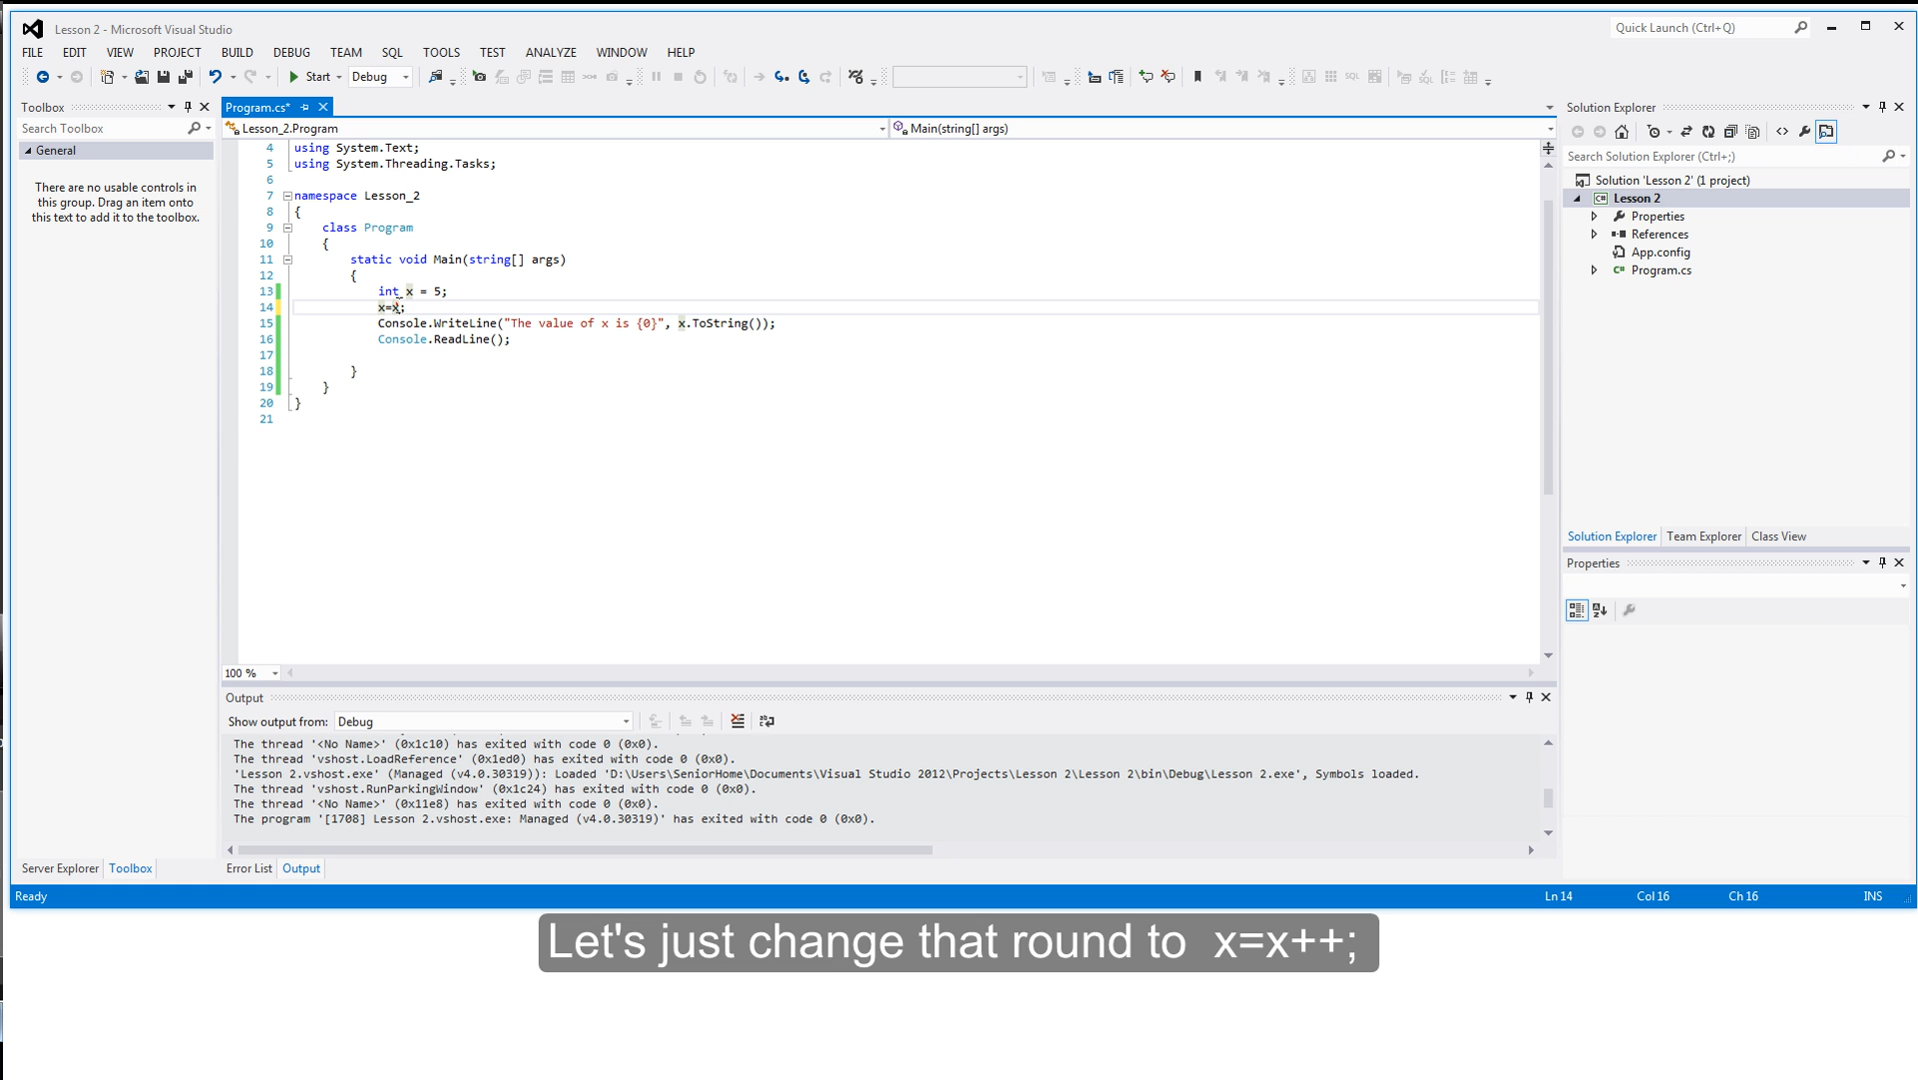 Lesson 2 - Microsoft Visual Studio
Quick Launch (Ctrl+Q)
FILE EDIT VIEW PROJECT BUILD DEBUG TEAM SQL TOOLS TEST ANALYZE WINDOW HELP
Start Debug
Toolbox
Search Toolbox
General
There are no usable controls in
this group. Drag an item onto
this text to add it to the toolbox.
Server Explorer Toolbox
Program.cs*
Lesson_2.Program Main(string[] args)
4 using System.Text;
5 using System.Threading.Tasks;
6
7 namespace Lesson_2
8 {
9 class Program
10 {
11 static void Main(string[] args)
12 {
13 int x = 5;
14 x=x;
15 Console.WriteLine("The value of x is {0}", x.ToString());
16 Console.ReadLine();
17
18 }
19 }
20 }
21
100 %
Output
Show output from: Debug
The thread '<No Name>' (0x1c10) has exited with code 0 (0x0).
The thread 'vshost.LoadReference' (0x1ed0) has exited with code 0 (0x0).
'Lesson 2.vshost.exe' (Managed (v4.0.30319)): Loaded 'D:\Users\SeniorHome\Documents\Visual Studio 2012\Projects\Lesson 2\Lesson 2\bin\Debug\Lesson 2.exe', Symbols loaded.
The thread 'vshost.RunParkingWindow' (0x1c24) has exited with code 0 (0x0).
The thread '<No Name>' (0x11e8) has exited with code 0 (0x0).
The program '[1708] Lesson 2.vshost.exe: Managed (v4.0.30319)' has exited with code 0 (0x0).
Error List Output
Solution Explorer
Search Solution Explorer (Ctrl+;)
Solution 'Lesson 2' (1 project)
C# Lesson 2
Properties
References
App.config
C# Program.cs
Solution Explorer Team Explorer Class View
Properties
Ready Ln 14 Col 16 Ch 16 INS
Let's just change that round to x=x++;